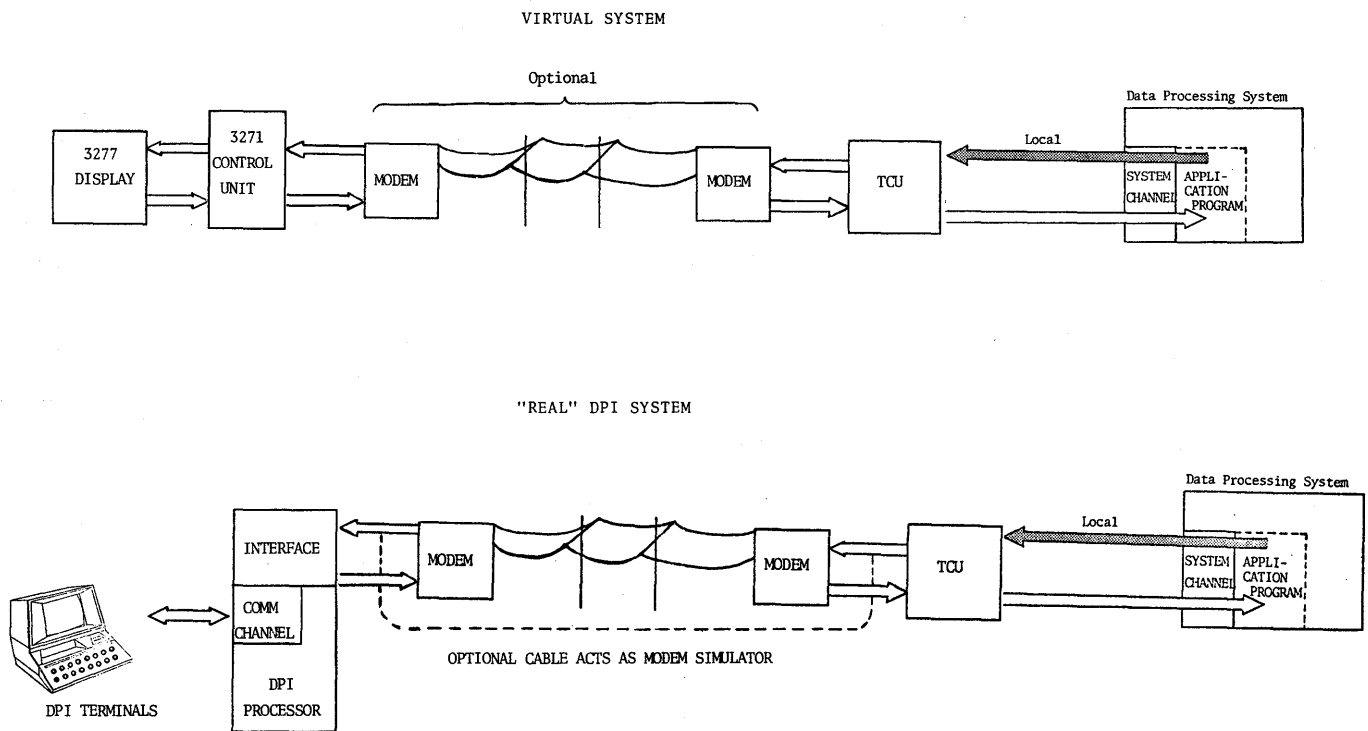 VIRTUAL SYSTEM
Optional
Data Processing System
3277
DISPLAY
3271
CONTROL
UNIT
MODEM
MODEM
TCU
Local
SYSTEM
CHANNEL
APPLI-
CATION
PROGRAM
"REAL" DPI SYSTEM
Data Processing System
INTERFACE
COMM
CHANNEL
DPI
PROCESSOR
MODEM
MODEM
TCU
Local
SYSTEM
CHANNEL
APPLI-
CATION
PROGRAM
OPTIONAL CABLE ACTS AS MODEM SIMULATOR
DPI TERMINALS